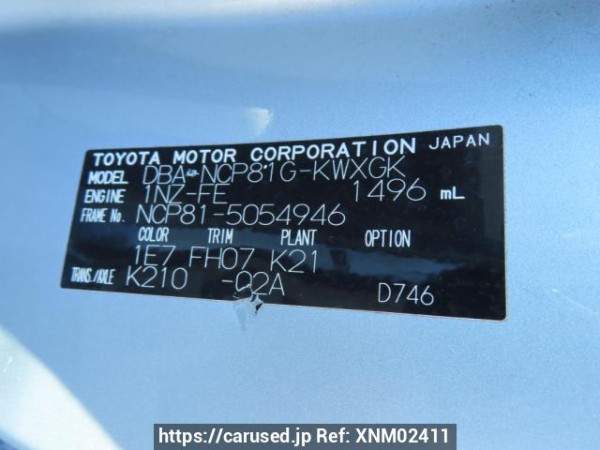 TOYOTA MOTOR CORPORATION JAPAN
MODEL DBA-NCP81G-KWXGK
ENGINE 1NZ-FE 1496 mL
FRAME No. NCP81-5054946
COLOR TRIM PLANT OPTION
1E7 FH07 K21
TRANS./AXLE K210 -02A D746
https://carused.jp Ref: XNM02411